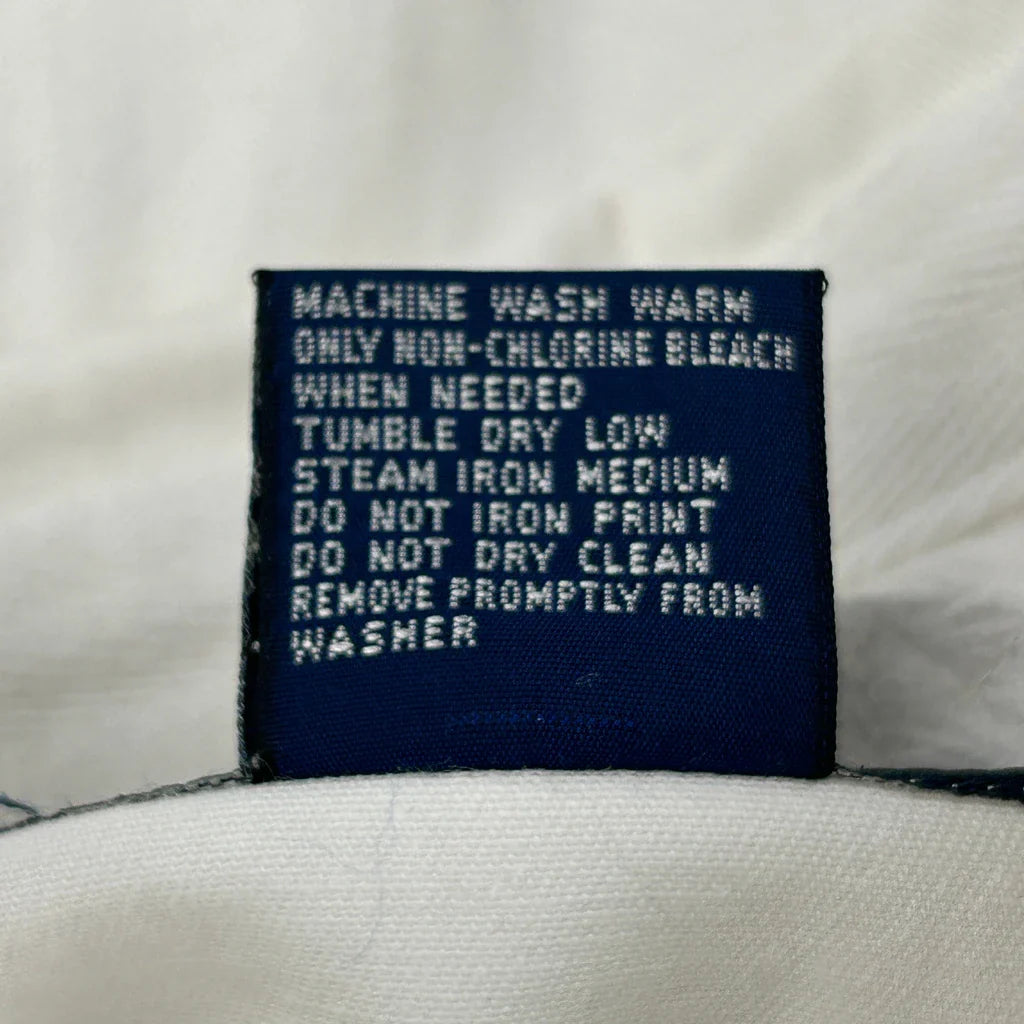 MACHINE WASH WARM
ONLY NON-CHLORINE BLEACH
WHEN NEEDED
TUMBLE DRY LOW
STEAM IRON MEDIUM
DO NOT IRON PRINT
DO NOT DRY CLEAN
REMOVE PROMPTLY FROM
WASHER